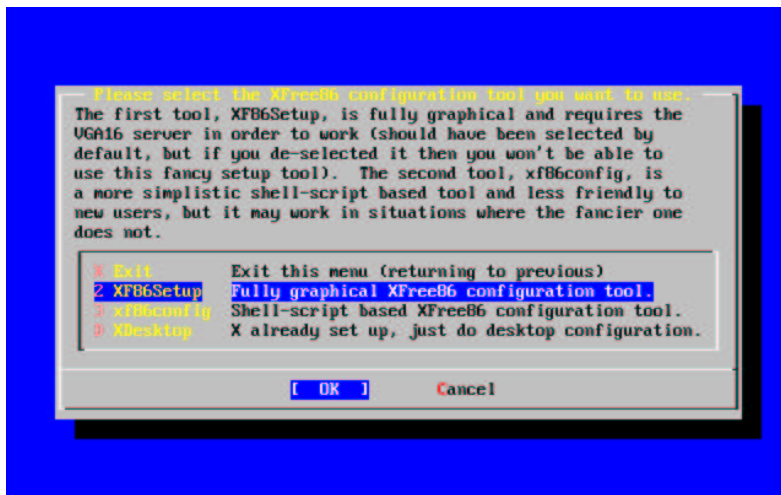 Please select the XFree86 configuration tool you want to use.
The first tool, XF86Setup, is fully graphical and requires the
VGA16 server in order to work (should have been selected by
default, but if you de-selected it then you won't be able to
use this fancy setup tool). The second tool, xf86config, is
a more simplistic shell-script based tool and less friendly to
new users, but it may work in situations where the fancier one
does not.
Exit Exit this menu (returning to previous)
2 XF86Setup Fully graphical XFree86 configuration tool.
xf86config Shell-script based XFree86 configuration tool.
XDesktop X already set up, just do desktop configuration.
[ OK ] Cancel